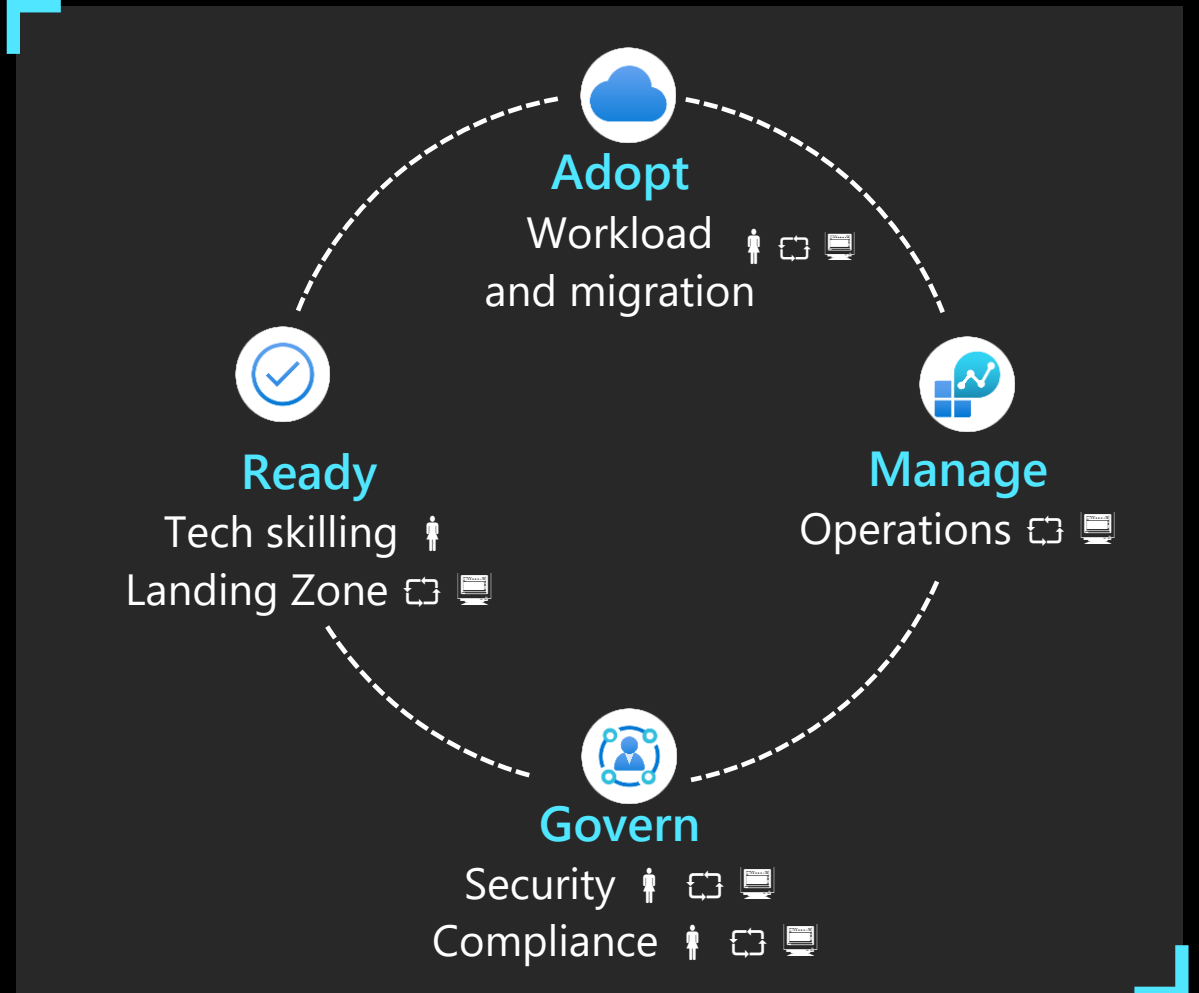 Adopt
Workload
and migration
Ready
Tech skilling
Landing Zone
Manage
Operations
Govern
Security
Compliance